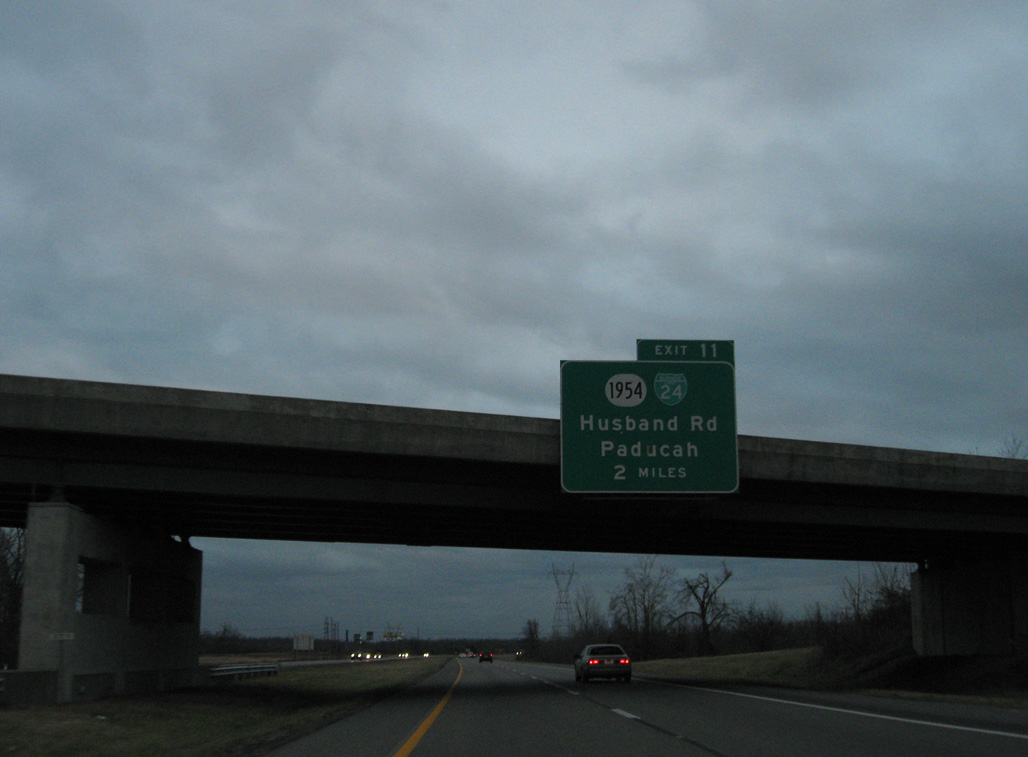 EXIT 11
1954 24
Husband Rd
Paducah
2 MILES